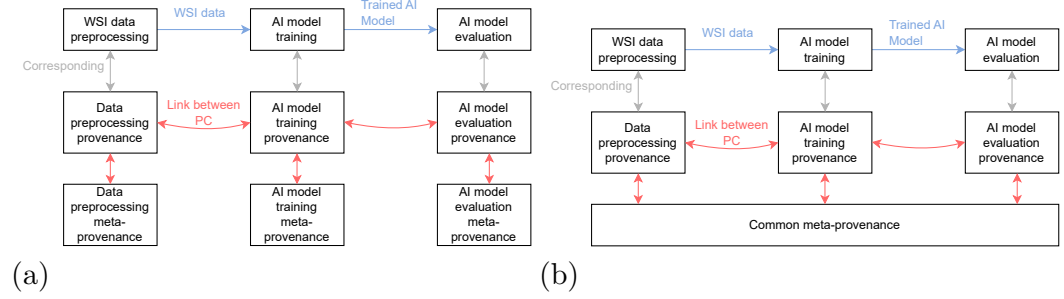 WSI data
preprocessing
WSI data
AI model
training
Trained AI
Model
AI model
evaluation
Corresponding
Data
preprocessing
provenance
Link between
PC
AI model
training
provenance
AI model
evaluation
provenance
Data
preprocessing
meta-
provenance
AI model
training
meta-
provenance
AI model
evaluation meta-
provenance
(a)
WSI data
preprocessing
WSI data
AI model
training
Trained AI
Model
AI model
evaluation
Corresponding
Data
preprocessing
provenance
Link between
PC
AI model
training
provenance
AI model
evaluation
provenance
Common meta-provenance
(b)